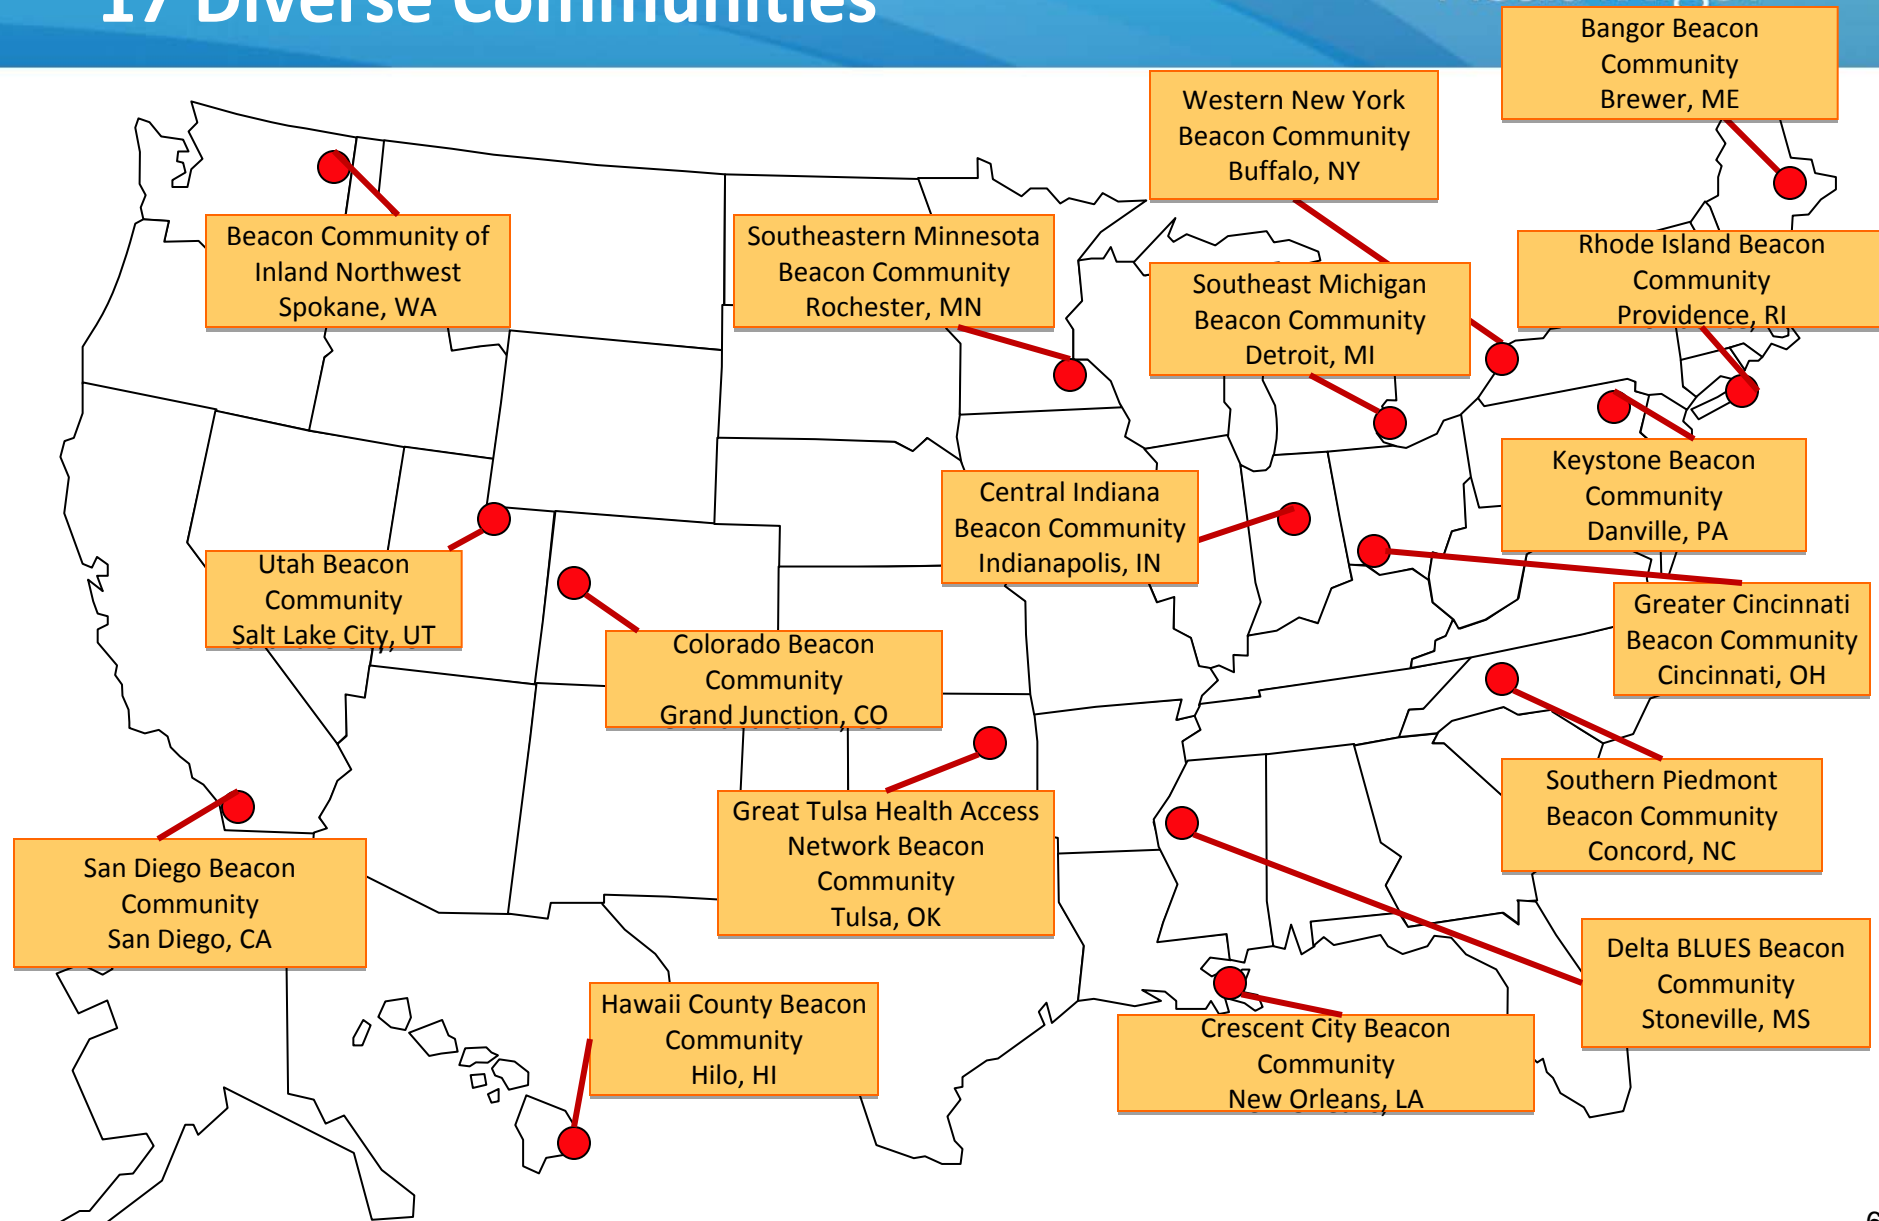 17 Diverse Communities
Bangor Beacon
Community
Brewer, ME
Western New York
Beacon Community
Buffalo, NY
Beacon Community of
Inland Northwest
Spokane, WA
Southeastern Minnesota
Beacon Community
Rochester, MN
Southeast Michigan
Beacon Community
Detroit, MI
Rhode Island Beacon
Community
Providence, RI
Keystone Beacon
Community
Danville, PA
Central Indiana
Beacon Community
Indianapolis, IN
Utah Beacon
Community
Salt Lake City, UT
Colorado Beacon
Community
Grand Junction, CO
Greater Cincinnati
Beacon Community
Cincinnati, OH
Great Tulsa Health Access
Network Beacon
Community
Tulsa, OK
Southern Piedmont
Beacon Community
Concord, NC
San Diego Beacon
Community
San Diego, CA
Delta BLUES Beacon
Community
Stoneville, MS
Hawaii County Beacon
Community
Hilo, HI
Crescent City Beacon
Community
New Orleans, LA
6